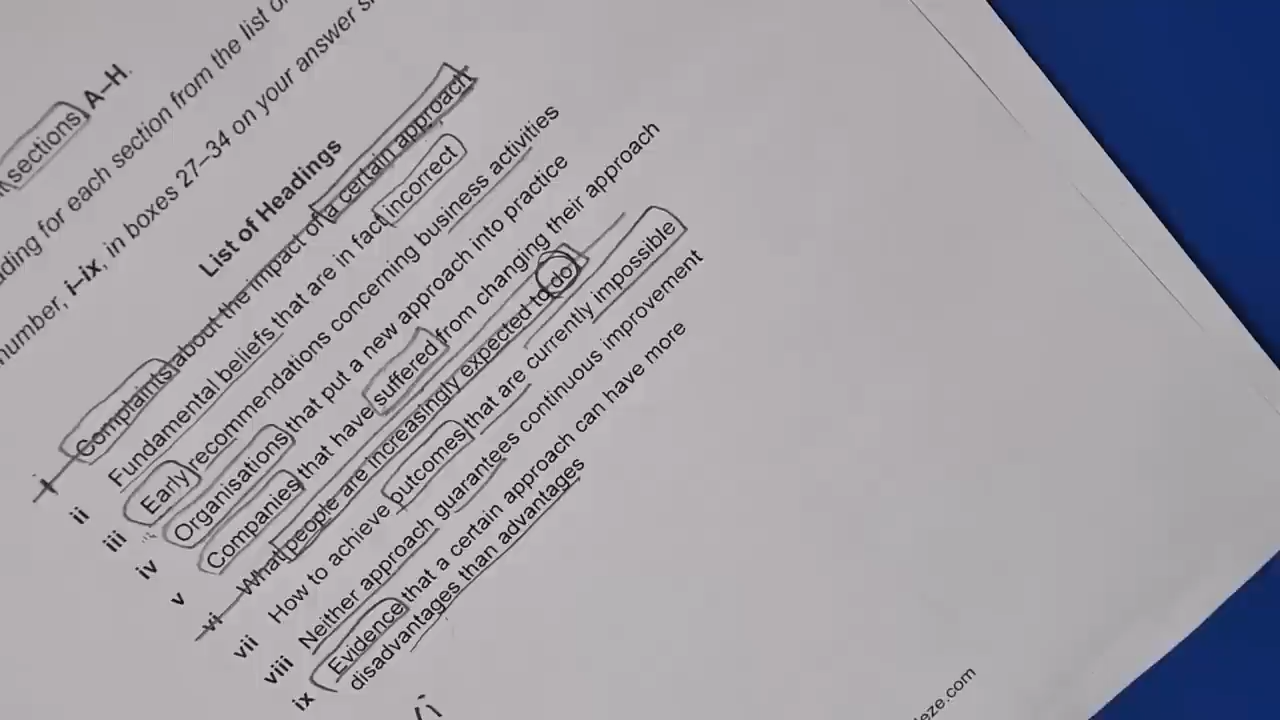 sections A–H.
for each section from the list of
number, i–ix, in boxes 27–34 on your answer
List of Headings
i Complaints about the impact of a certain approach
ii Fundamental beliefs that are in fact incorrect
iii Early recommendations concerning business activities
iv Organisations that put a new approach into practice
v Companies that have suffered from changing their approach
vi What people are increasingly expected to do
vii How to achieve outcomes that are currently impossible
viii Neither approach guarantees continuous improvement
ix Evidence that a certain approach can have more
disadvantages than advantages